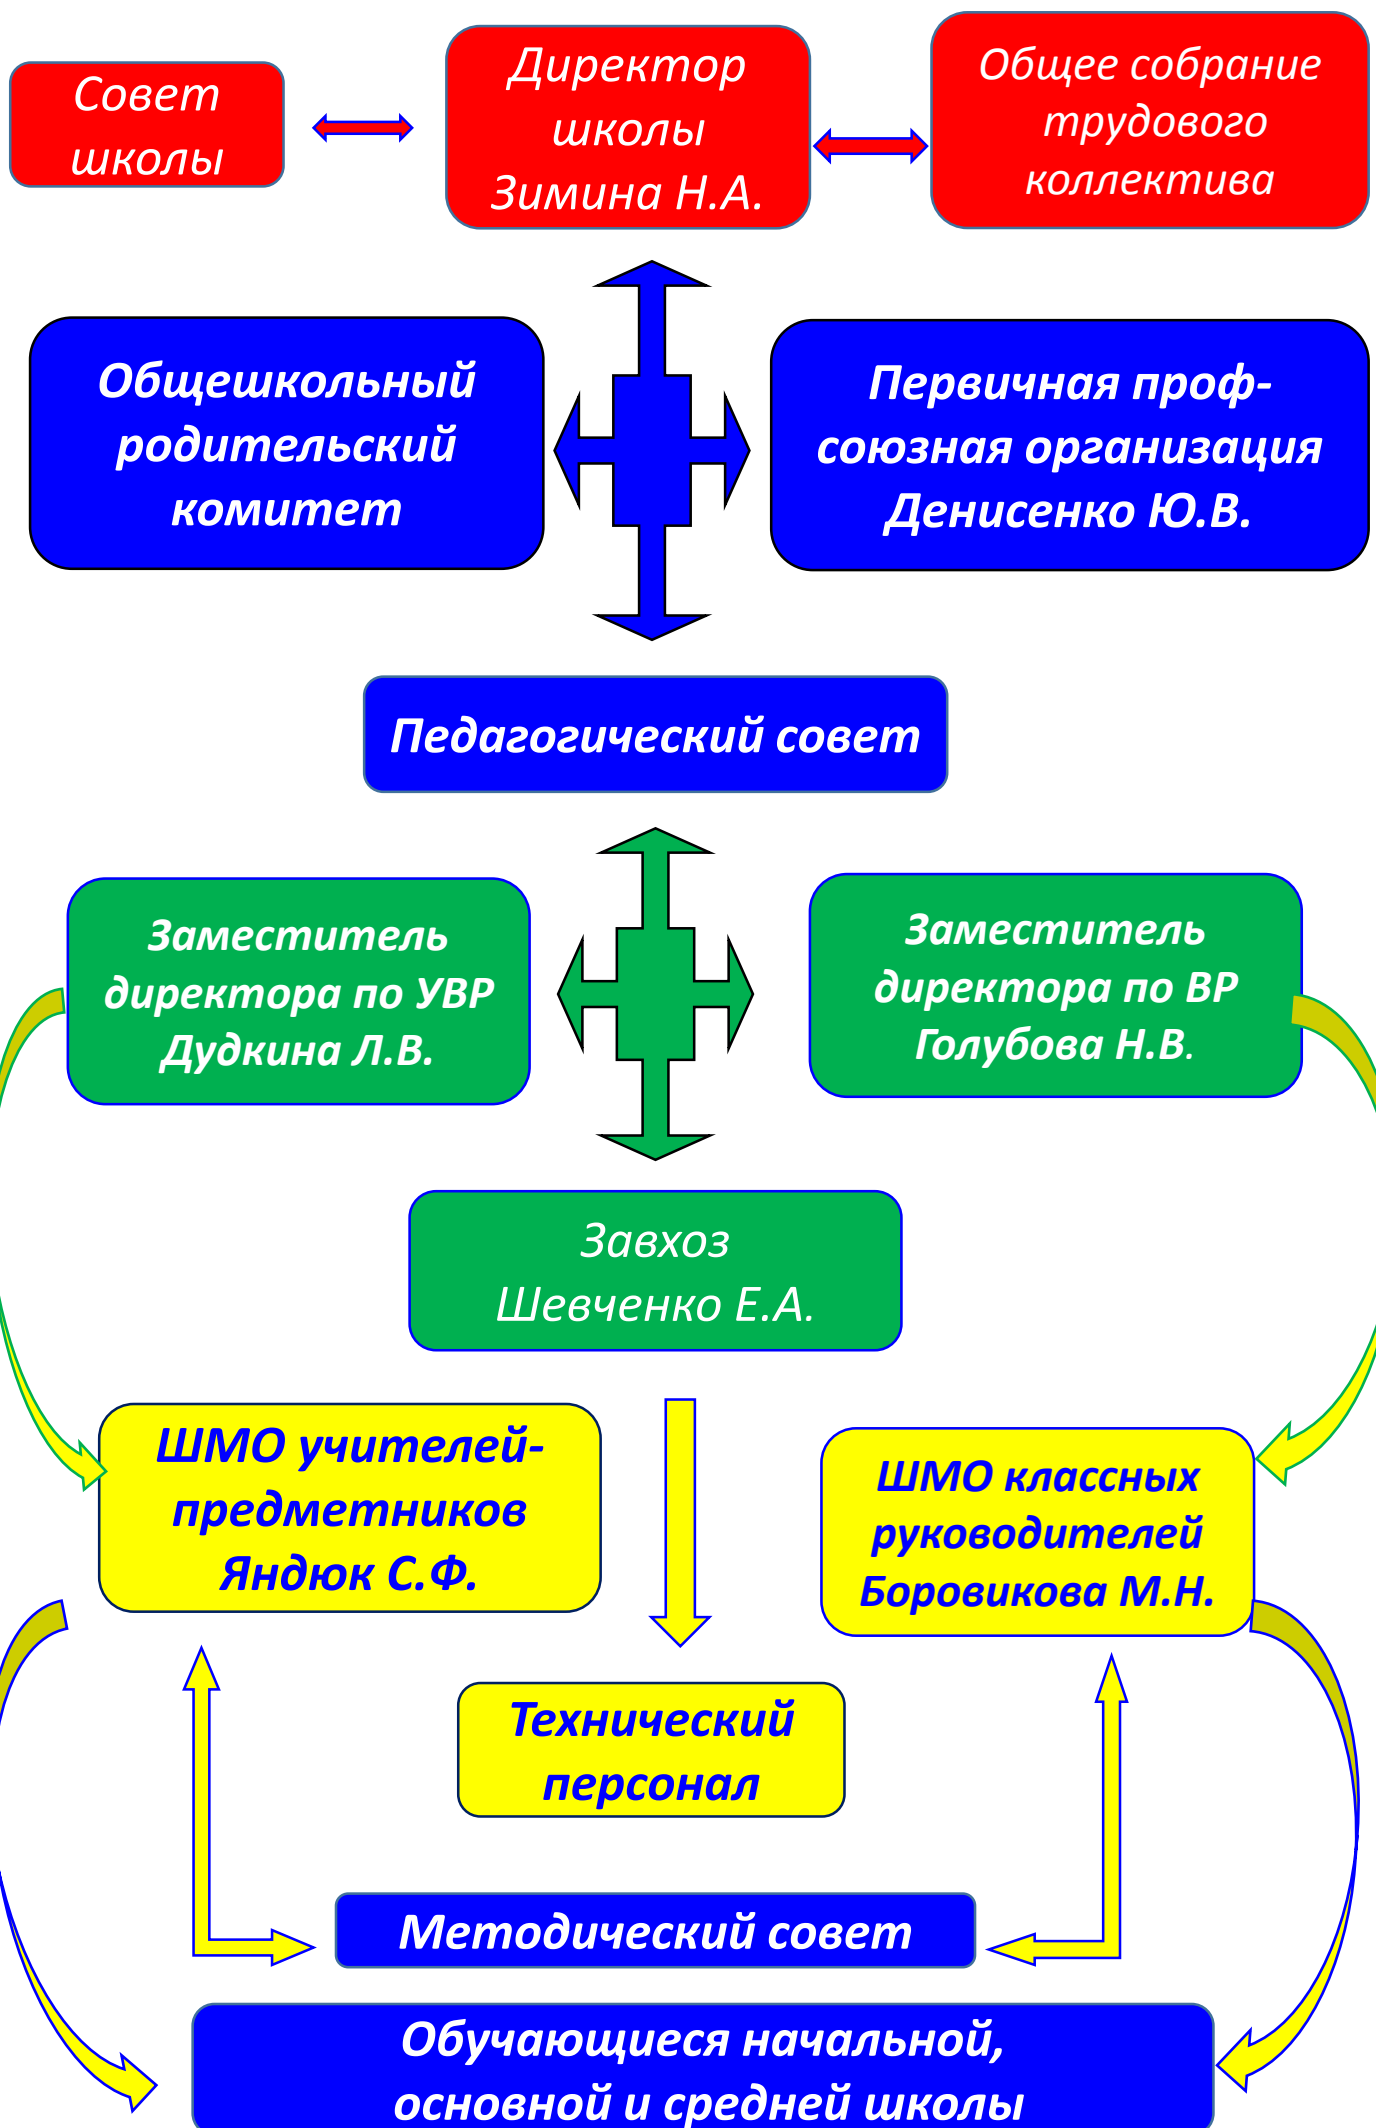 Совет
школы
Директор
школы
Зимина Н.А.
Общее собрание
трудового
коллектива
Общешкольный
родительский
комитет
Первичная проф-
союзная организация
Денисенко Ю.В.
Педагогический совет
Заместитель
директора по УВР
Дудкина Л.В.
Заместитель
директора по ВР
Голубова Н.В.
Завхоз
Шевченко Е.А.
ШМО учителей-
предметников
Яндюк С.Ф.
ШМО классных
руководителей
Боровикова М.Н.
Технический
персонал
Методический совет
Обучающиеся начальной,
основной и средней школы